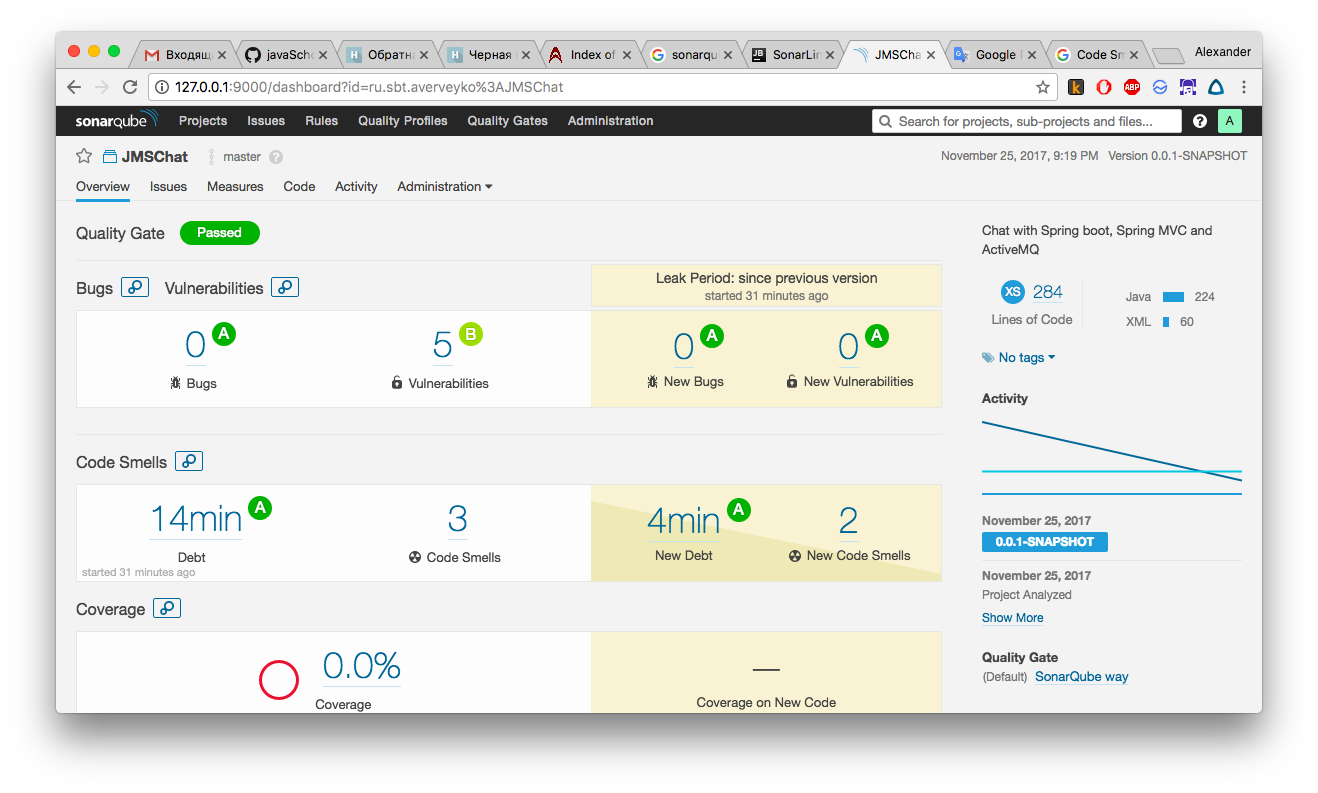 Входящ
javaSch
Обратна
Черная
Index of
sonarqu
SonarLin
JMSCha
Google
Code Sm
Alexander
127.0.0.1:9000/dashboard?id=ru.sbt.averveyko%3AJMSChat
k
ABP
sonarqube
Projects
Issues
Rules
Quality Profiles
Quality Gates
Administration
Search for projects, sub-projects and files...
?
A
JMSChat
master
?
November 25, 2017, 9:19 PM Version 0.0.1-SNAPSHOT
Overview
Issues
Measures
Code
Activity
Administration
Quality Gate
Passed
Bugs
Vulnerabilities
Leak Period: since previous version
started 31 minutes ago
0
A
Bugs
5
B
Vulnerabilities
0
A
New Bugs
0
A
New Vulnerabilities
Code Smells
14min
A
Debt
started 31 minutes ago
3
Code Smells
4min
A
New Debt
2
New Code Smells
Coverage
0.0%
Coverage
—
Coverage on New Code
Chat with Spring boot, Spring MVC and
ActiveMQ
XS
284
Lines of Code
Java
224
XML
60
No tags
Activity
November 25, 2017
0.0.1-SNAPSHOT
November 25, 2017
Project Analyzed
Show More
Quality Gate
(Default) SonarQube way